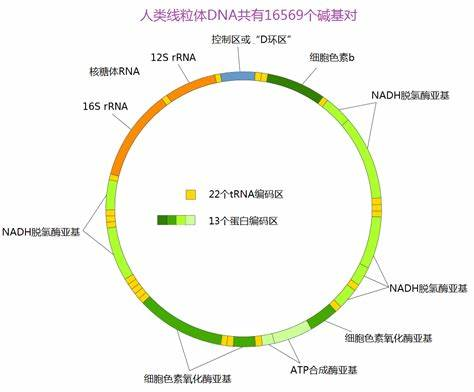 人类线粒体DNA共有16569个碱基对
控制区或“D环区”
12S rRNA
细胞色素b
核糖体RNA
NADH脱氢酶亚基
16S rRNA
22个tRNA编码区
13个蛋白编码区
NADH脱氢酶亚基
NADH脱氢酶亚基
细胞色素氧化酶亚基
ATP合成酶亚基
细胞色素氧化酶亚基